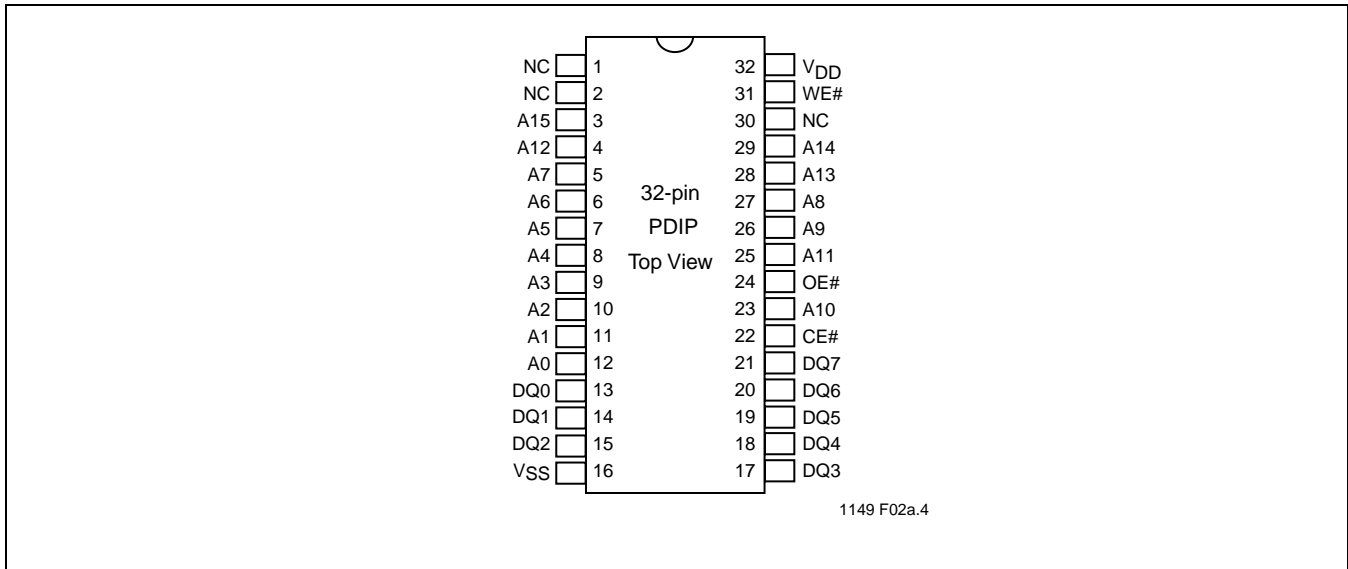 NC 1 32 VDD
NC 2 31 WE#
A15 3 30 NC
A12 4 29 A14
A7 5 28 A13
A6 6 32-pin 27 A8
A5 7 PDIP 26 A9
A4 8 Top View 25 A11
A3 9 24 OE#
A2 10 23 A10
A1 11 22 CE#
A0 12 21 DQ7
DQ0 13 20 DQ6
DQ1 14 19 DQ5
DQ2 15 18 DQ4
VSS 16 17 DQ3
1149 F02a.4